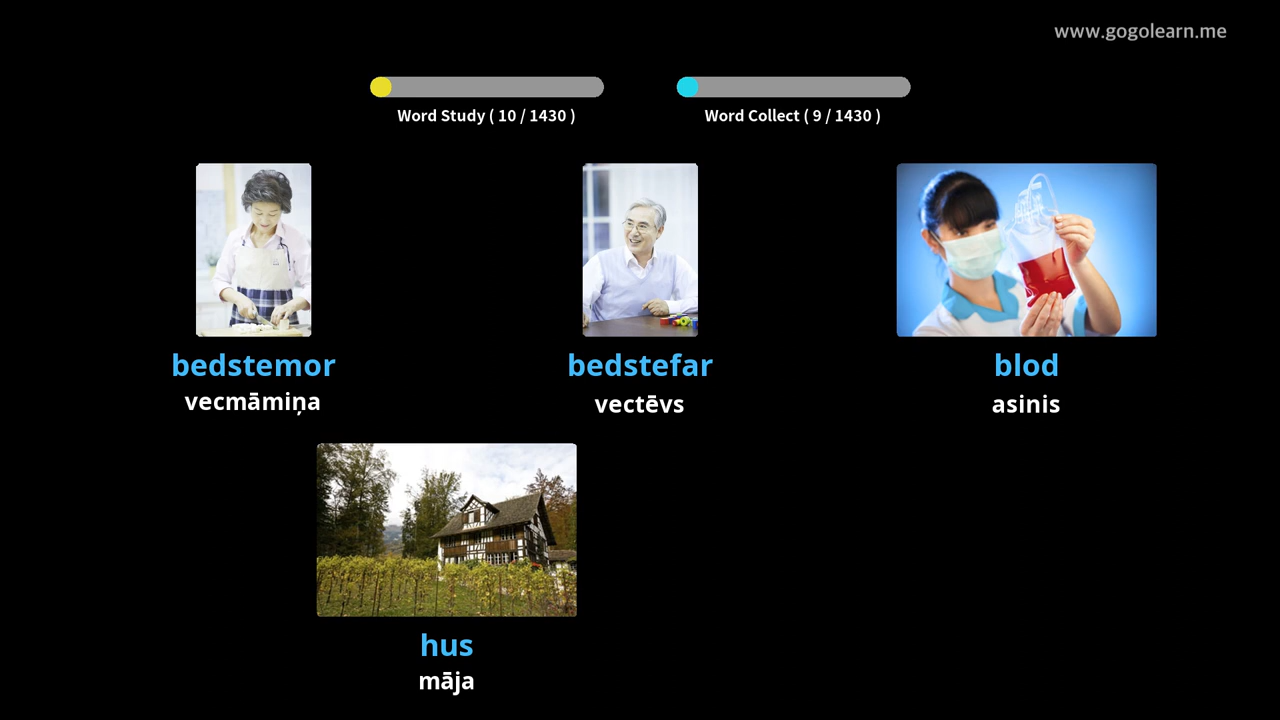 www.gogolearn.me
Word Study ( 10 / 1430 )
Word Collect ( 9 / 1430 )
bedstemor
vecmāmiņa
bedstefar
vectēvs
blod
asinis
hus
māja